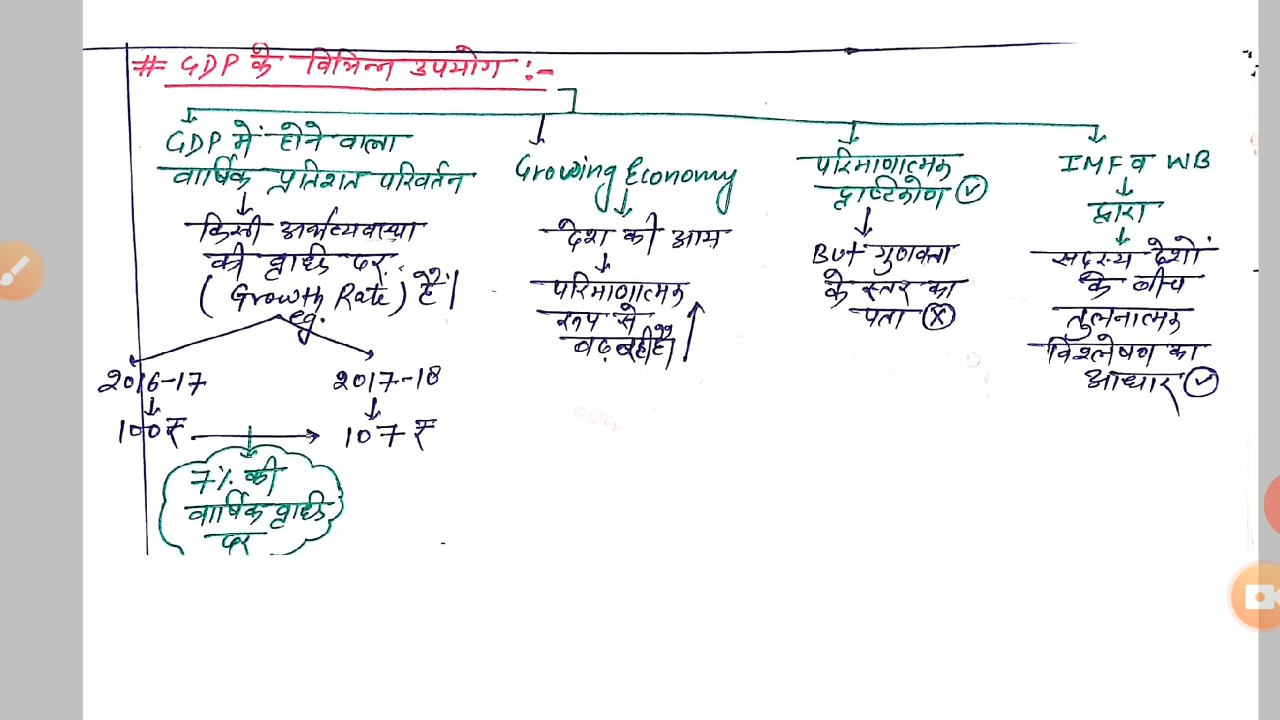 # GDP के विभिन्न उपयोग :-
GDP में होने वाला
वार्षिक प्रतिशत परिवर्तन
किसी अर्थव्यवस्था
की वृद्धि दर
(Growth Rate) हैं।
eg.
2016-17
100₹
2017-18
107₹
7% की
वार्षिक वृद्धि
दर
Growing Economy
देश की आय
परिमाणात्मक
रूप से
बढ़ रही है
परिमाणात्मक
दृष्टिकोण
But गुणवत्ता
के स्तर का
पता
IMF व WB
द्वारा
सदस्य देशों
के बीच
तुलनात्मक
विश्लेषण का
आधार